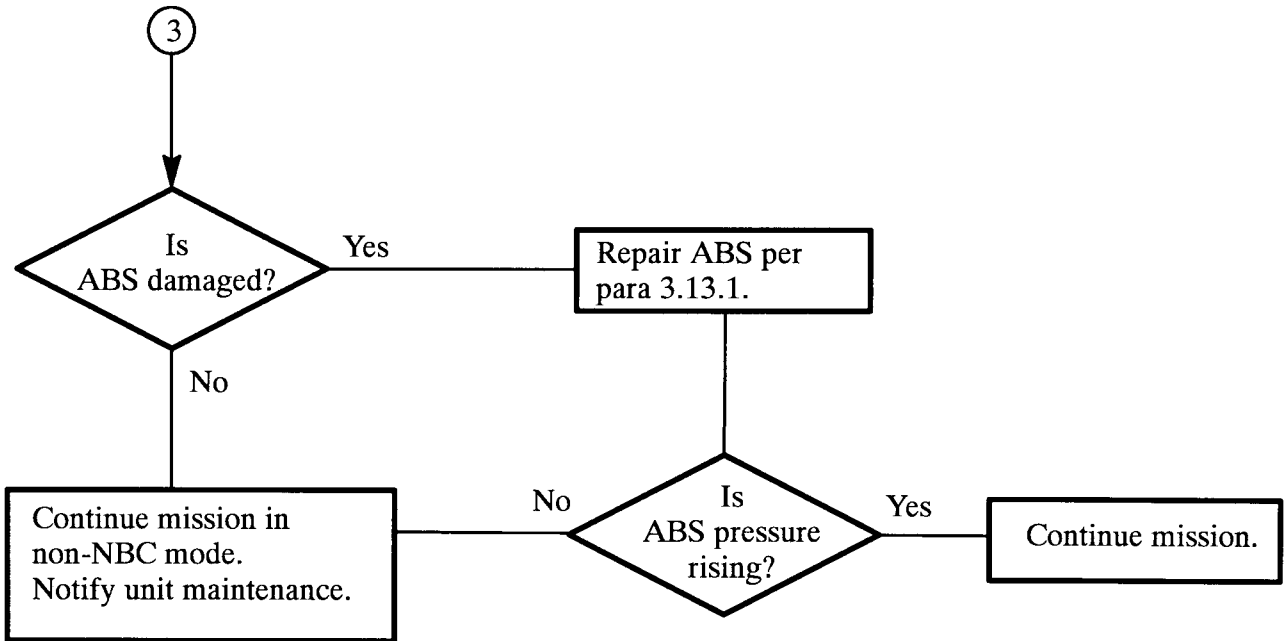 3
Is
ABS damaged?
Yes
Repair ABS per
para 3.13.1.
No
Continue mission in
non-NBC mode.
Notify unit maintenance.
No
Is
ABS pressure
rising?
Yes
Continue mission.